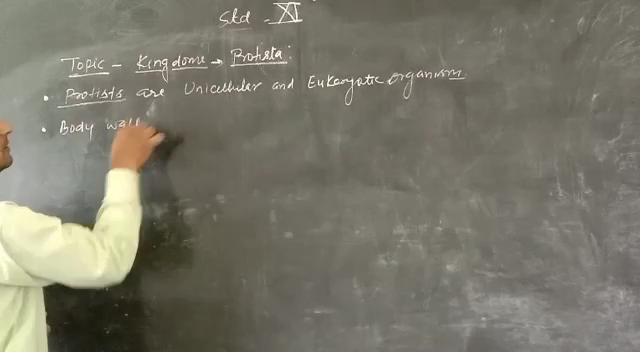 Std - XI
Topic - Kingdome → Protista:
• Protists are Unicellular and Eukaryotic organism
• Body wall